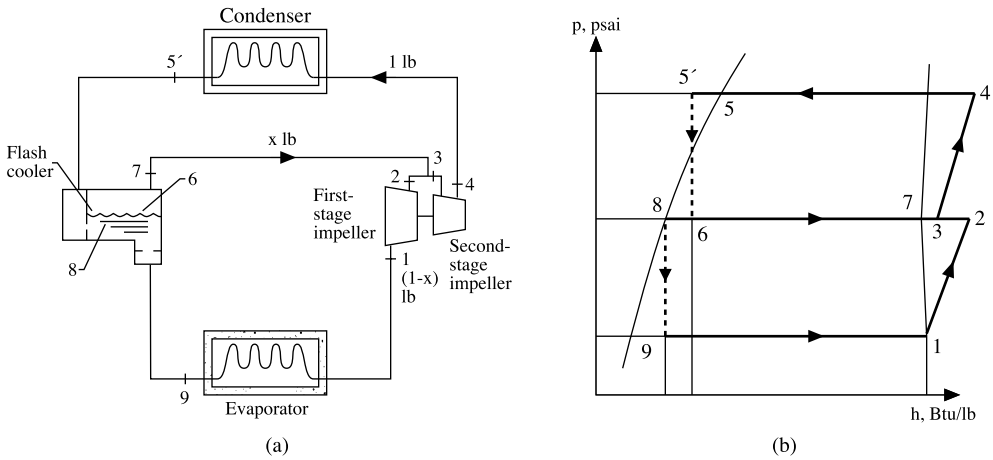 Condenser
5′
1 lb
x lb
Flash
cooler
7
6
3
2
4
First-
stage
impeller
Second-
stage
impeller
8
1
(1-x)
lb
9
Evaporator
(a)
p, psai
5′
5
4
8
6
7
3
2
9
1
h, Btu/lb
(b)